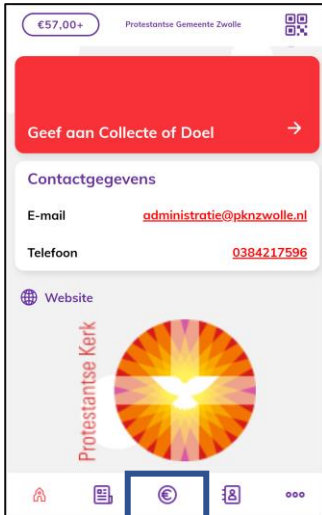 €57,00+ Protestantse Gemeente Zwolle
Geef aan Collecte of Doel →
Contactgegevens
E-mail administratie@pknzwolle.nl
Telefoon 0384217596
Website
Protestantse Kerk
€